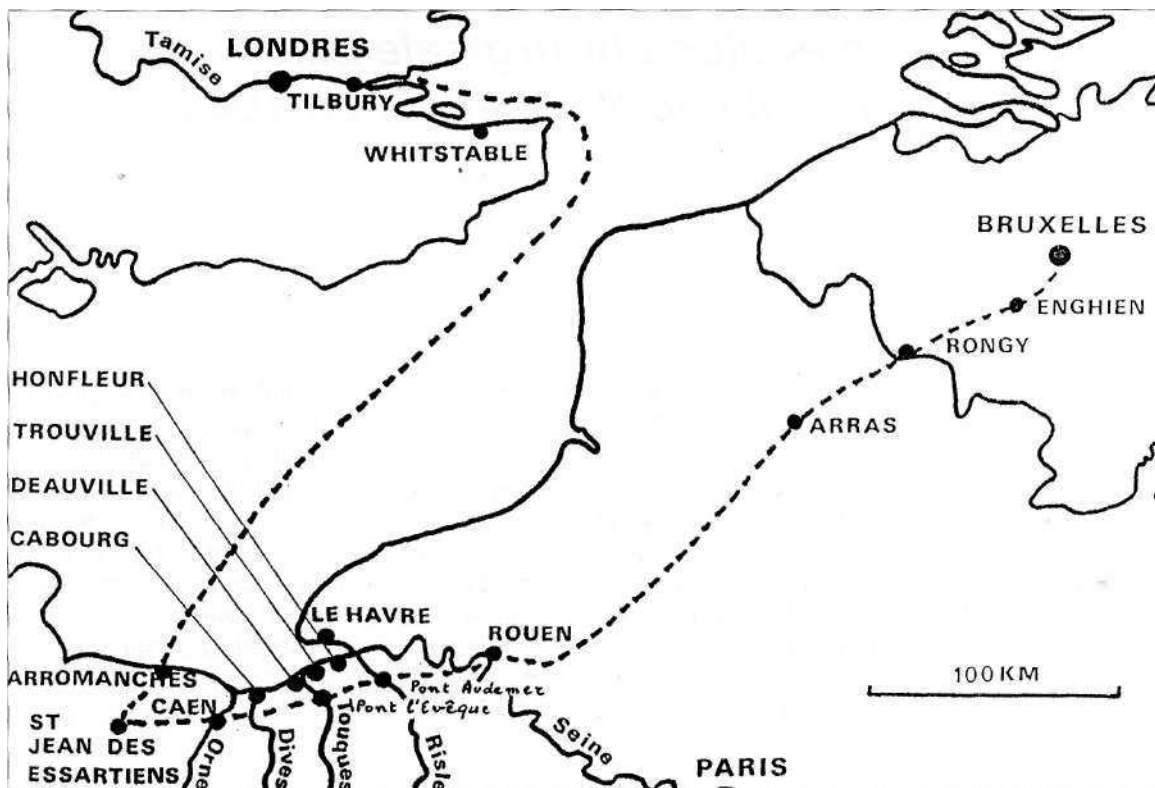 Tamise
LONDRES
TILBURY
WHITSTABLE
BRUXELLES
ENGHIEN
RONGY
ARRAS
HONFLEUR
TROUVILLE
DEAUVILLE
CABOURG
LE HAVRE
ROUEN
100 KM
ARROMANCHES
CAEN
Pont Audemer
Pont l'Evêque
ST
JEAN DES
ESSARTIENS
Orne
Dives
Touques
Risle
Seine
PARIS